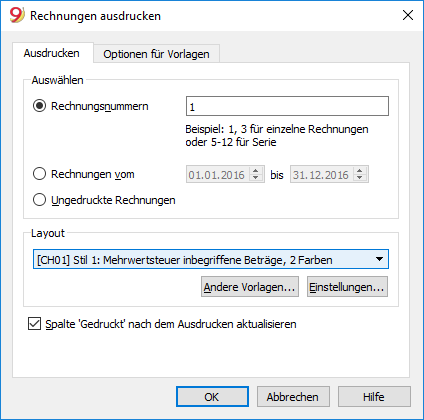 9 Rechnungen ausdrucken
Ausdrucken Optionen für Vorlagen
Auswählen
Rechnungsnummern 1
Beispiel: 1, 3 für einzelne Rechnungen
oder 5-12 für Serie
Rechnungen vom 01.01.2016 bis 31.12.2016
Ungedruckte Rechnungen
Layout
[CH01] Stil 1: Mehrwertsteuer inbegriffene Beträge, 2 Farben
Andere Vorlagen... Einstellungen...
Spalte 'Gedruckt' nach dem Ausdrucken aktualisieren
OK Abbrechen Hilfe